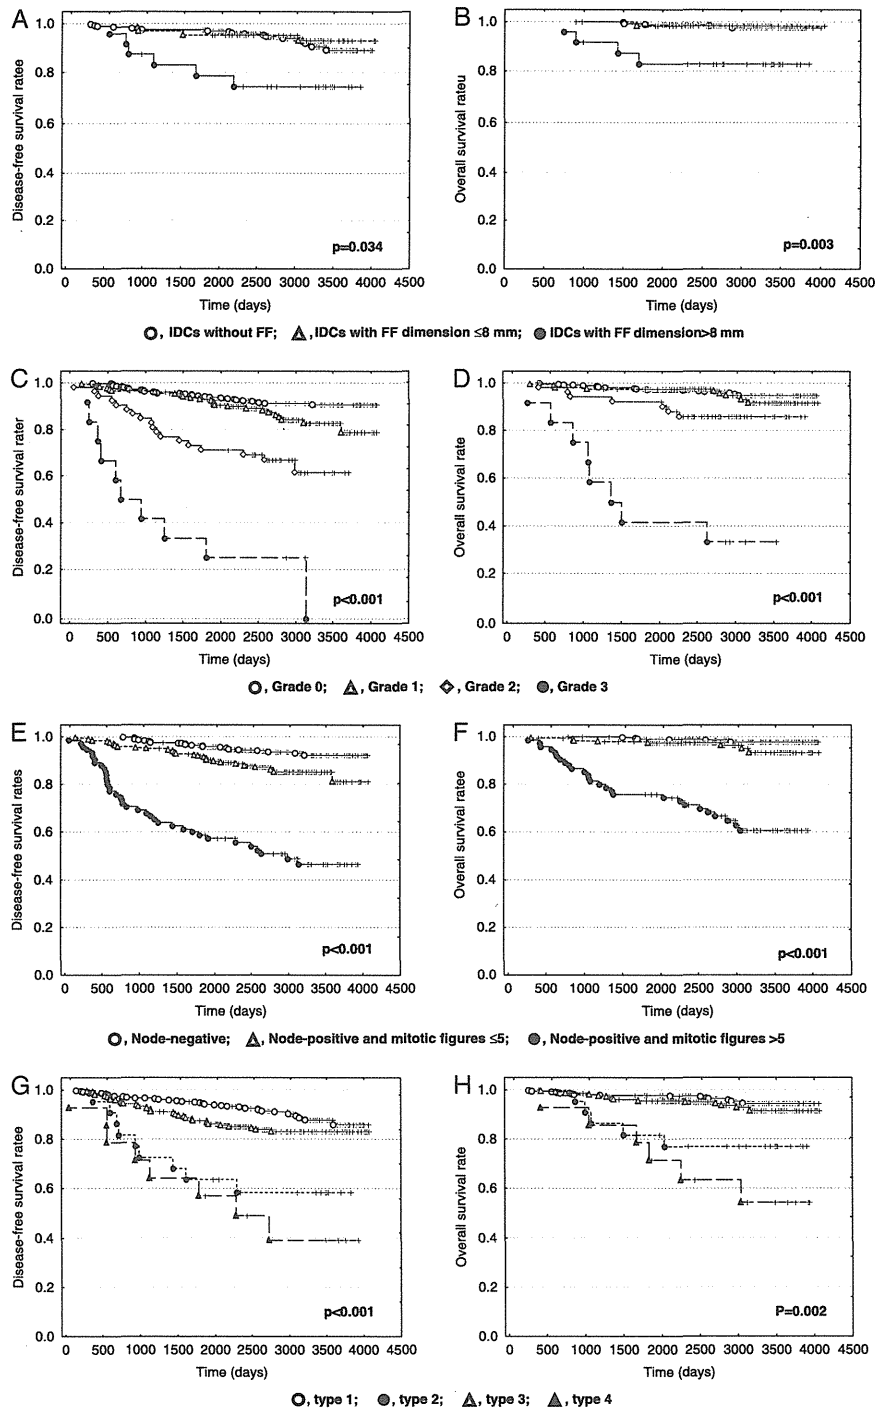 A
Disease-free survival ratee
1.0
0.8
0.6
0.4
0.2
0.0
p=0.034
0 500 1000 1500 2000 2500 3000 3500 4000 4500
Time (days)
B
Overall survival rateu
1.0
0.8
0.6
0.4
0.2
0.0
p=0.003
0 500 1000 1500 2000 2500 3000 3500 4000 4500
Time (days)
, IDCs without FF; , IDCs with FF dimension ≤8 mm; IDCs with FF dimension>8 mm
C
Disease-free survival rater
1.0
0.8
0.6
0.4
0.2
0.0
p<0.001
0 500 1000 1500 2000 2500 3000 3500 4000 4500
Time (days)
D
Overall survival rate
1.0
0.8
0.6
0.4
0.2
0.0
p<0.001
0 500 1000 1500 2000 2500 3000 3500 4000 4500
Time (days)
, Grade 0; , Grade 1; , Grade 2; , Grade 3
E
Disease-free survival rates
1.0
0.8
0.6
0.4
0.2
0.0
p<0.001
0 500 1000 1500 2000 2500 3000 3500 4000 4500
Time (days)
F
Overall survival ratee
1.0
0.8
0.6
0.4
0.2
0.0
p<0.001
0 500 1000 1500 2000 2500 3000 3500 4000 4500
Time (days)
, Node-negative; , Node-positive and mitotic figures ≤5; , Node-positive and mitotic figures >5
G
Disease-free survival rate
1.0
0.8
0.6
0.4
0.2
0.0
p<0.001
0 500 1000 1500 2000 2500 3000 3500 4000 4500
Time (days)
H
Overall survival rate
1.0
0.8
0.6
0.4
0.2
0.0
P=0.002
0 500 1000 1500 2000 2500 3000 3500 4000 4500
Time (days)
, type 1; , type 2; , type 3; , type 4